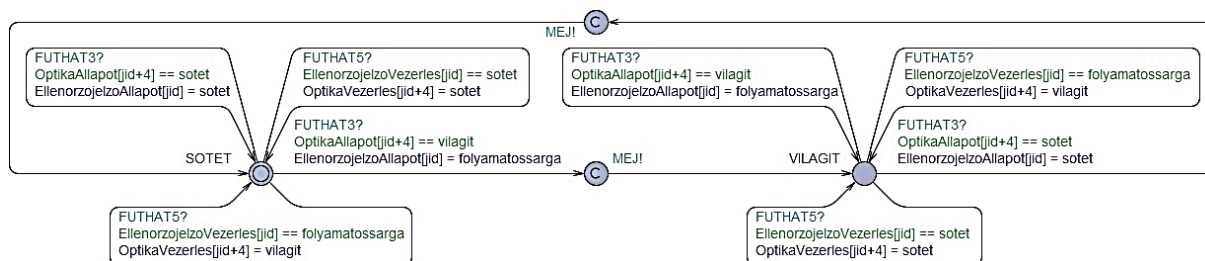 C
MEJ!
FUTHAT3?
OptikaAllapot[jid+4] == sotet
EllenorzojelzoAllapot[jid] = sotet
FUTHAT5?
EllenorzojelzoVezerles[jid] == sotet
OptikaVezerles[jid+4] = sotet
FUTHAT3?
OptikaAllapot[jid+4] == vilagit
EllenorzojelzoAllapot[jid] = folyamatossarga
FUTHAT5?
EllenorzojelzoVezerles[jid] == folyamatossarga
OptikaVezerles[jid+4] = vilagit
SOTET
FUTHAT3?
OptikaAllapot[jid+4] == vilagit
EllenorzojelzoAllapot[jid] = folyamatossarga
C
MEJ!
VILAGIT
FUTHAT3?
OptikaAllapot[jid+4] == sotet
EllenorzojelzoAllapot[jid] = sotet
FUTHAT5?
EllenorzojelzoVezerles[jid] == folyamatossarga
OptikaVezerles[jid+4] = vilagit
FUTHAT5?
EllenorzojelzoVezerles[jid] == sotet
OptikaVezerles[jid+4] = sotet